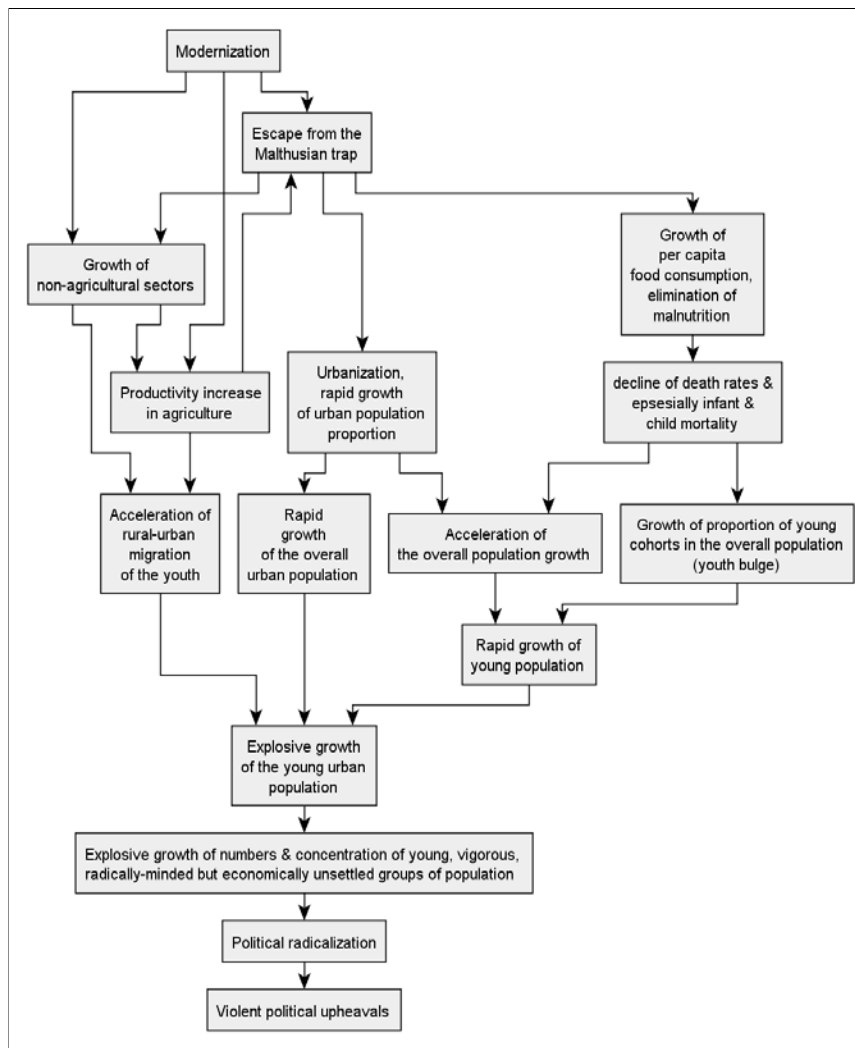 Modernization
Escape from the
Malthusian trap
Growth of
non-agricultural sectors
Growth of
per capita
food consumption,
elimination of
malnutrition
Productivity increase
in agriculture
Urbanization,
rapid growth
of urban population
proportion
decline of death rates &
epsesially infant &
child mortality
Acceleration of
rural-urban
migration
of the youth
Rapid
growth
of the overall
urban population
Acceleration of
the overall population growth
Growth of proportion of young
cohorts in the overall population
(youth bulge)
Rapid growth of
young population
Explosive growth
of the young urban
population
Explosive growth of numbers & concentration of young, vigorous,
radically-minded but economically unsettled groups of population
Political radicalization
Violent political upheavals